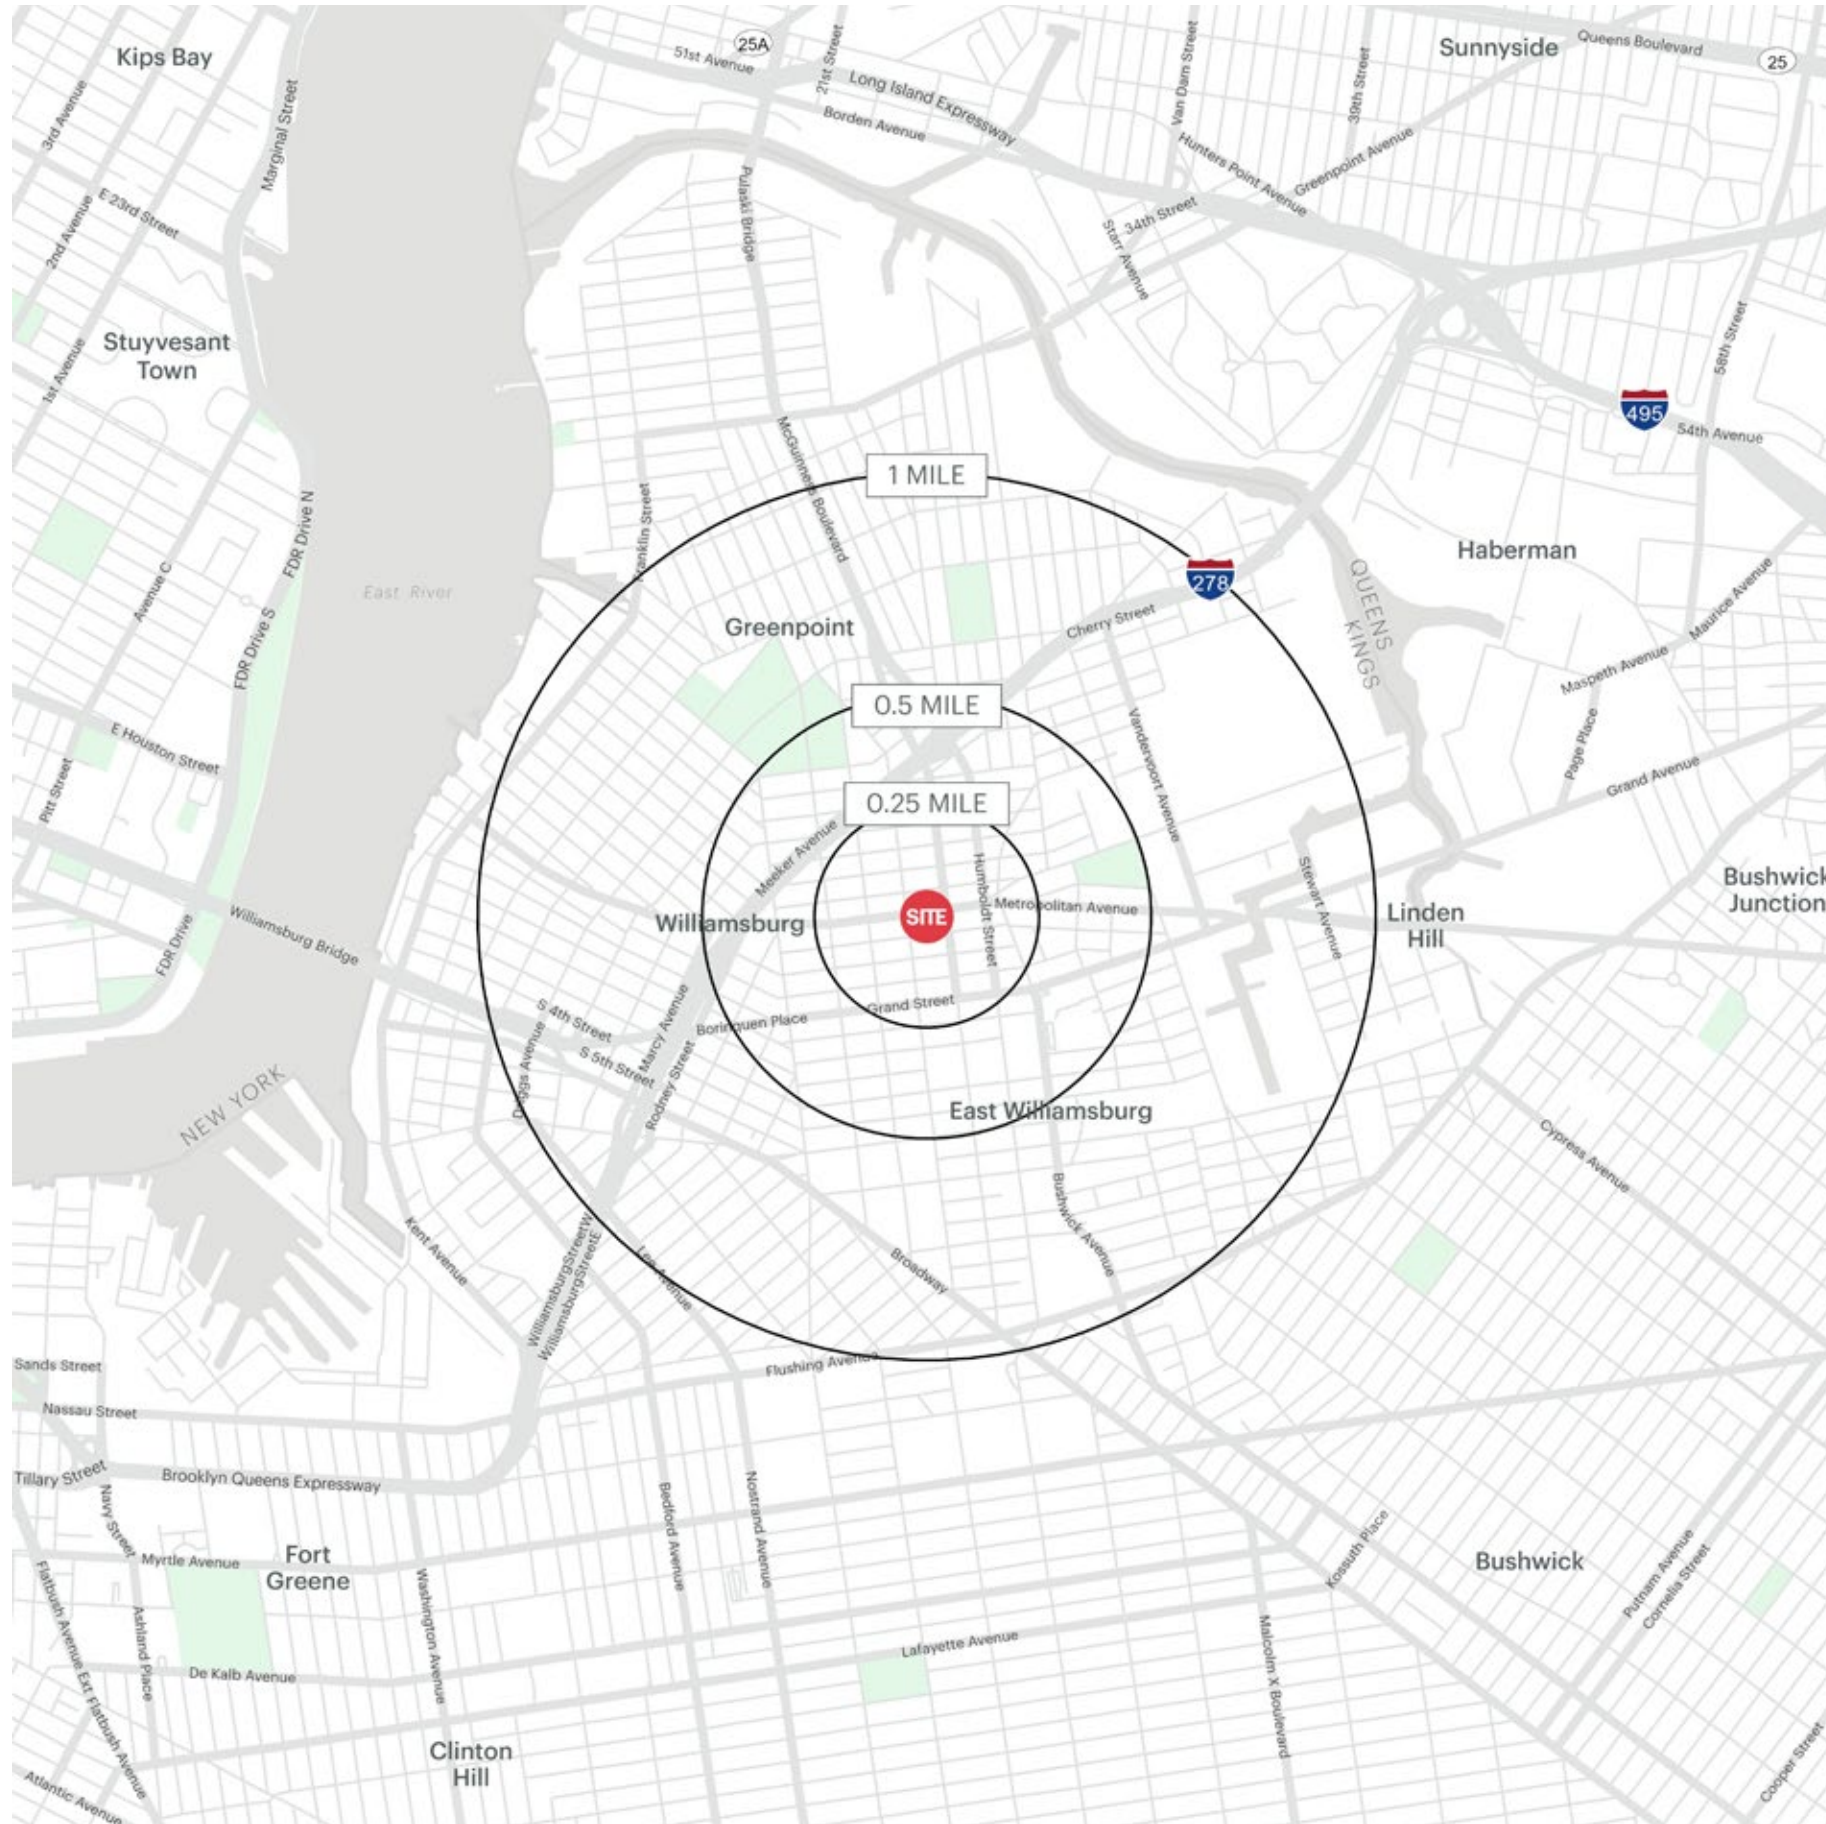 Kips Bay
25A
51st Avenue
21st Street
Long Island Expressway
Borden Avenue
Van Dam Street
39th Street
Sunnyside
Queens Boulevard
25
3rd Avenue
Marginal Street
E 23rd Street
2nd Avenue
Pulaski Bridge
Hunters Point Avenue
Greenpoint Avenue
34th Street
Starr Avenue
Stuyvesant
Town
1st Avenue
58th Street
495
54th Avenue
McGuinness Boulevard
1 MILE
FDR Drive N
Franklin Street
Haberman
278
East River
Avenue C
FDR Drive S
Greenpoint
Cherry Street
QUEENS
KINGS
Maurice Avenue
Maspeth Avenue
0.5 MILE
Vandervoort Avenue
Page Place
E Houston Street
Pitt Street
Grand Avenue
0.25 MILE
Meeker Avenue
Humboldt Street
Stewart Avenue
Bushwick
Junction
Williamsburg Bridge
FDR Drive
Williamsburg
SITE
Metropolitan Avenue
Linden
Hill
S 4th Street
Marcy Avenue
Grand Street
Borinquen Place
S 5th Street
Driggs Avenue
Rodney Street
NEW YORK
East Williamsburg
Cypress Avenue
Kent Avenue
Bushwick Avenue
Williamsburg Street W
Williamsburg Street E
Lee Avenue
Broadway
Sands Street
Flushing Avenue
Nassau Street
Tillary Street
Brooklyn Queens Expressway
Navy Street
Bedford Avenue
Nostrand Avenue
Kossuth Place
Myrtle Avenue
Fort
Greene
Bushwick
Putnam Avenue
Cornelia Street
Flatbush Avenue Ext
Ashland Place
Washington Avenue
Lafayette Avenue
Malcolm X Boulevard
De Kalb Avenue
Flatbush Avenue
Clinton
Hill
Atlantic Avenue
Cooper Street